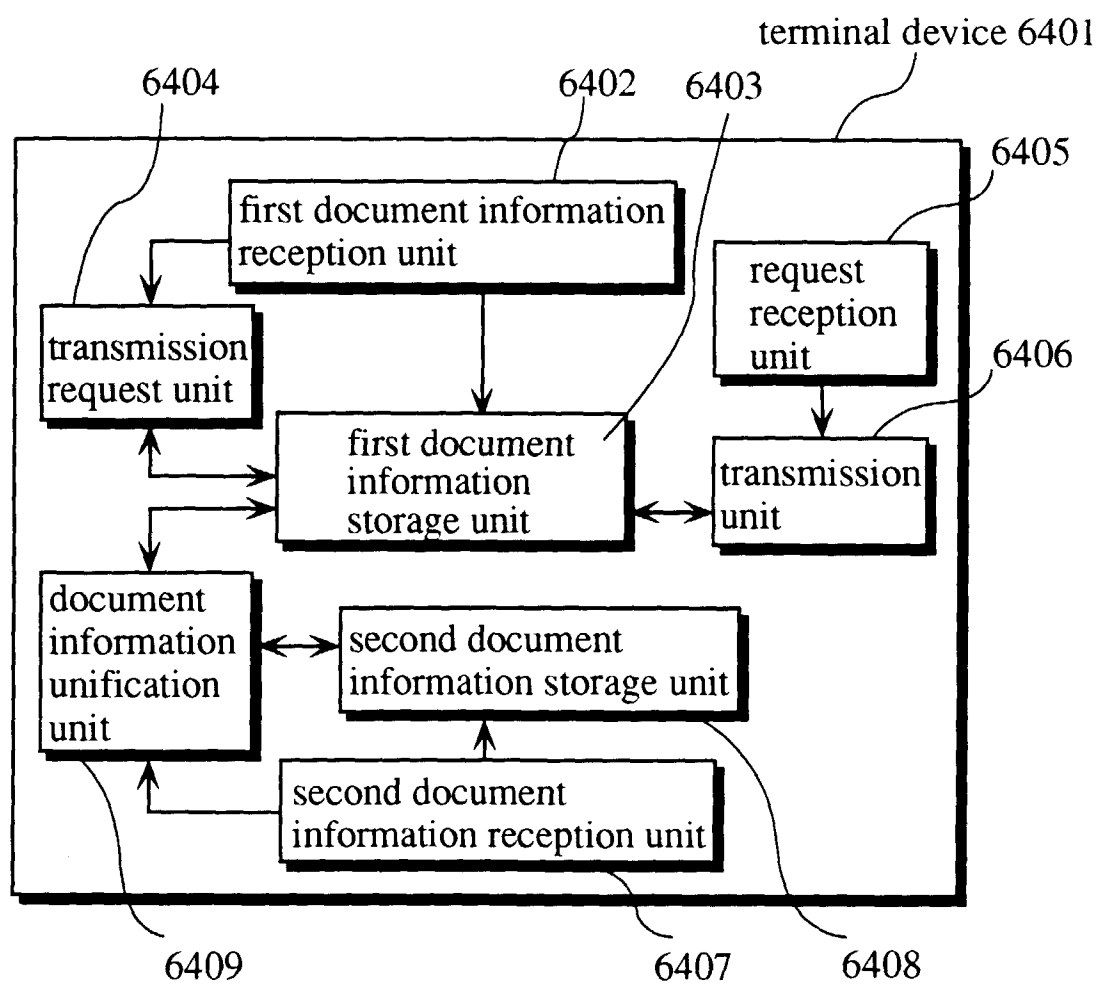 terminal device 6401
6404
6402
6403
6405
first document information
reception unit
request
reception
unit
transmission
request unit
6406
first document
information
storage unit
transmission
unit
document
information
unification
unit
second document
information storage unit
second document
information reception unit
6409
6407
6408